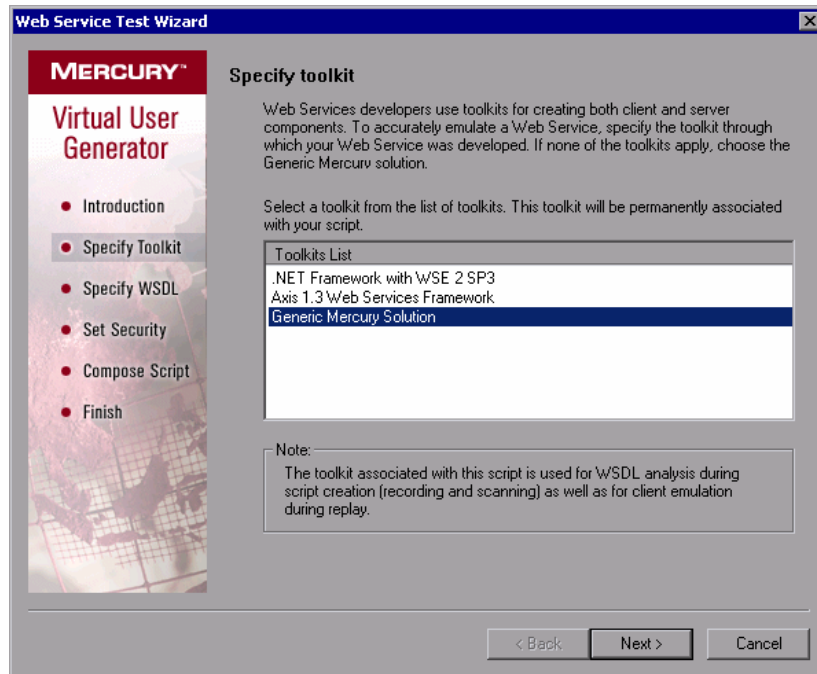 Web Service Test Wizard
MERCURY™
Virtual User
Generator
Introduction
Specify Toolkit
Specify WSDL
Set Security
Compose Script
Finish
Specify toolkit
Web Services developers use toolkits for creating both client and server
components. To accurately emulate a Web Service, specify the toolkit through
which your Web Service was developed. If none of the toolkits apply, choose the
Generic Mercury solution.
Select a toolkit from the list of toolkits. This toolkit will be permanently associated
with your script.
Toolkits List
.NET Framework with WSE 2 SP3
Axis 1.3 Web Services Framework
Generic Mercury Solution
Note:
The toolkit associated with this script is used for WSDL analysis during
script creation (recording and scanning) as well as for client emulation
during replay.
< Back
Next >
Cancel